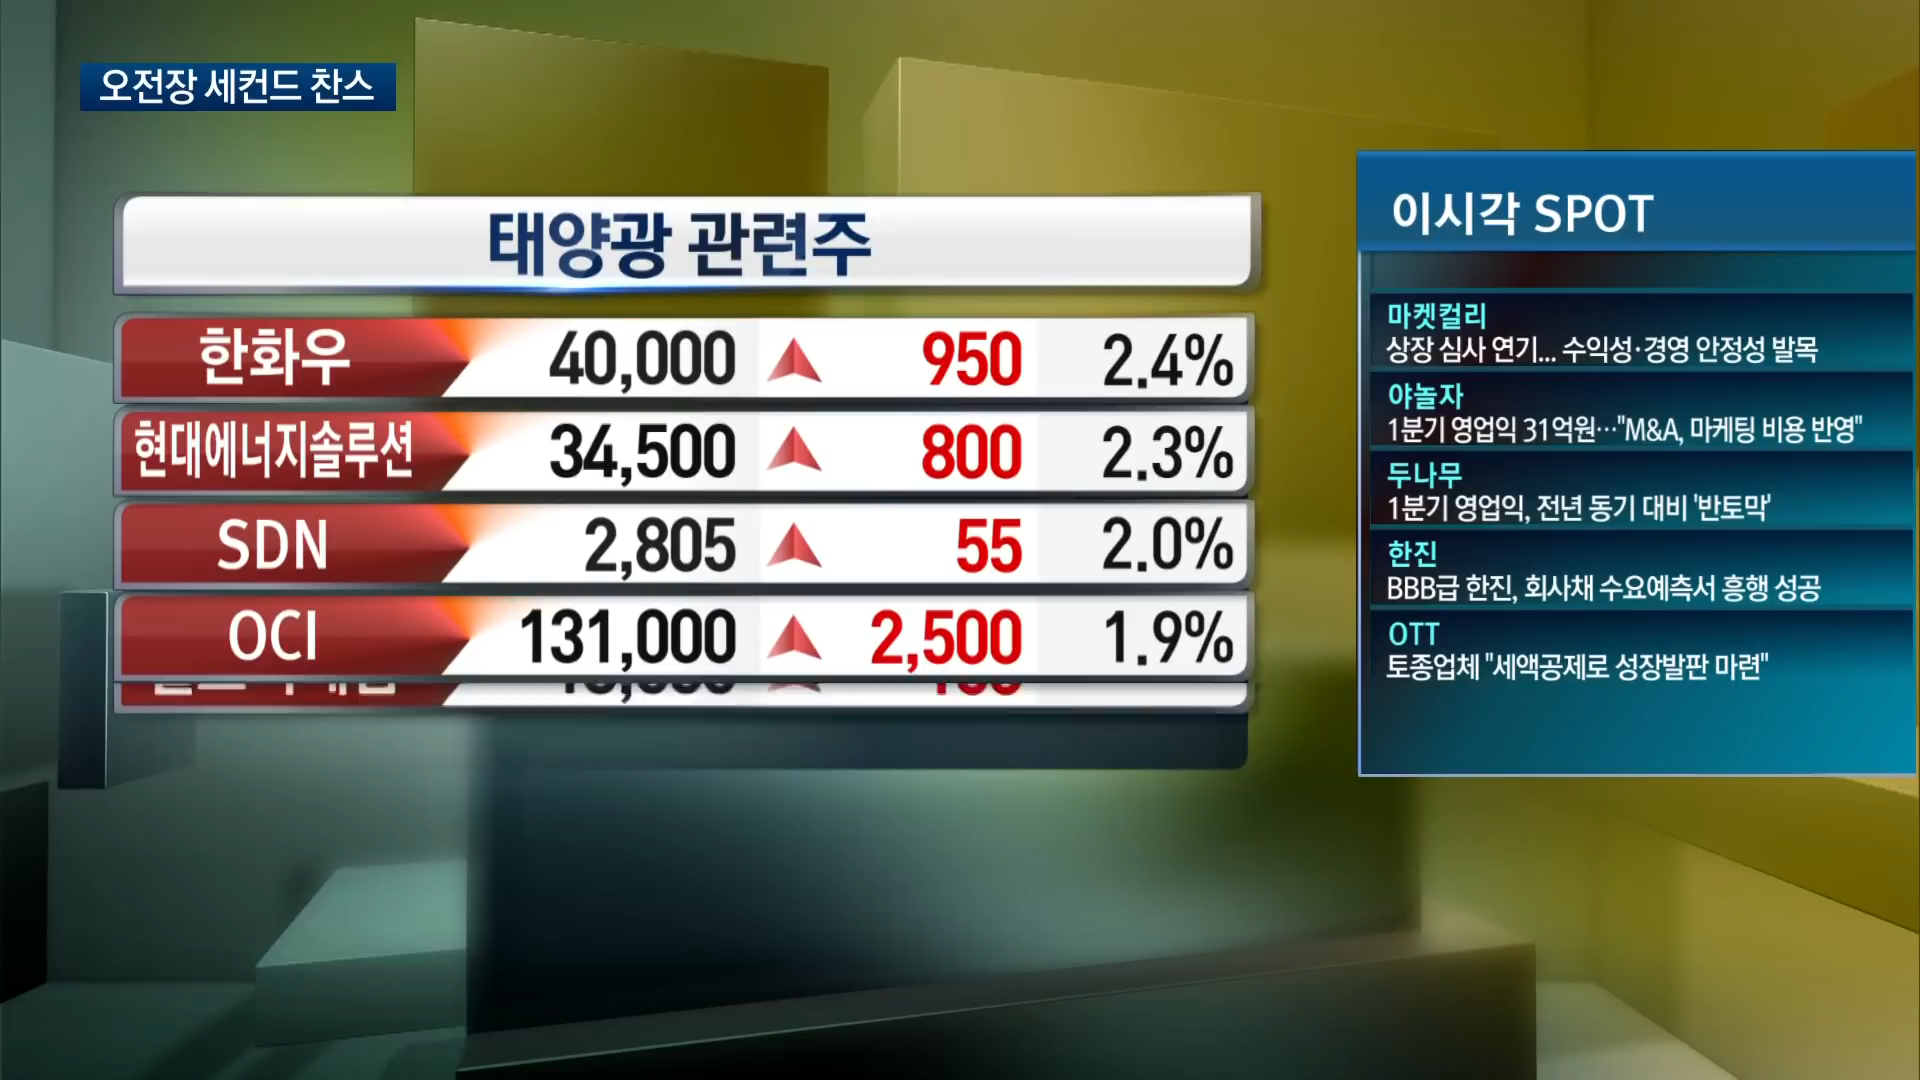 오전장 세컨드 찬스
태양광 관련주
한화우 40,000 ▲ 950 2.4%
현대에너지솔루션 34,500 ▲ 800 2.3%
SDN 2,805 ▲ 55 2.0%
OCI 131,000 ▲ 2,500 1.9%
이시각 SPOT
마켓컬리
상장 심사 연기... 수익성·경영 안정성 발목
야놀자
1분기 영업익 31억원…"M&A, 마케팅 비용 반영"
두나무
1분기 영업익, 전년 동기 대비 '반토막'
한진
BBB급 한진, 회사채 수요예측서 흥행 성공
OTT
토종업체 "세액공제로 성장발판 마련"